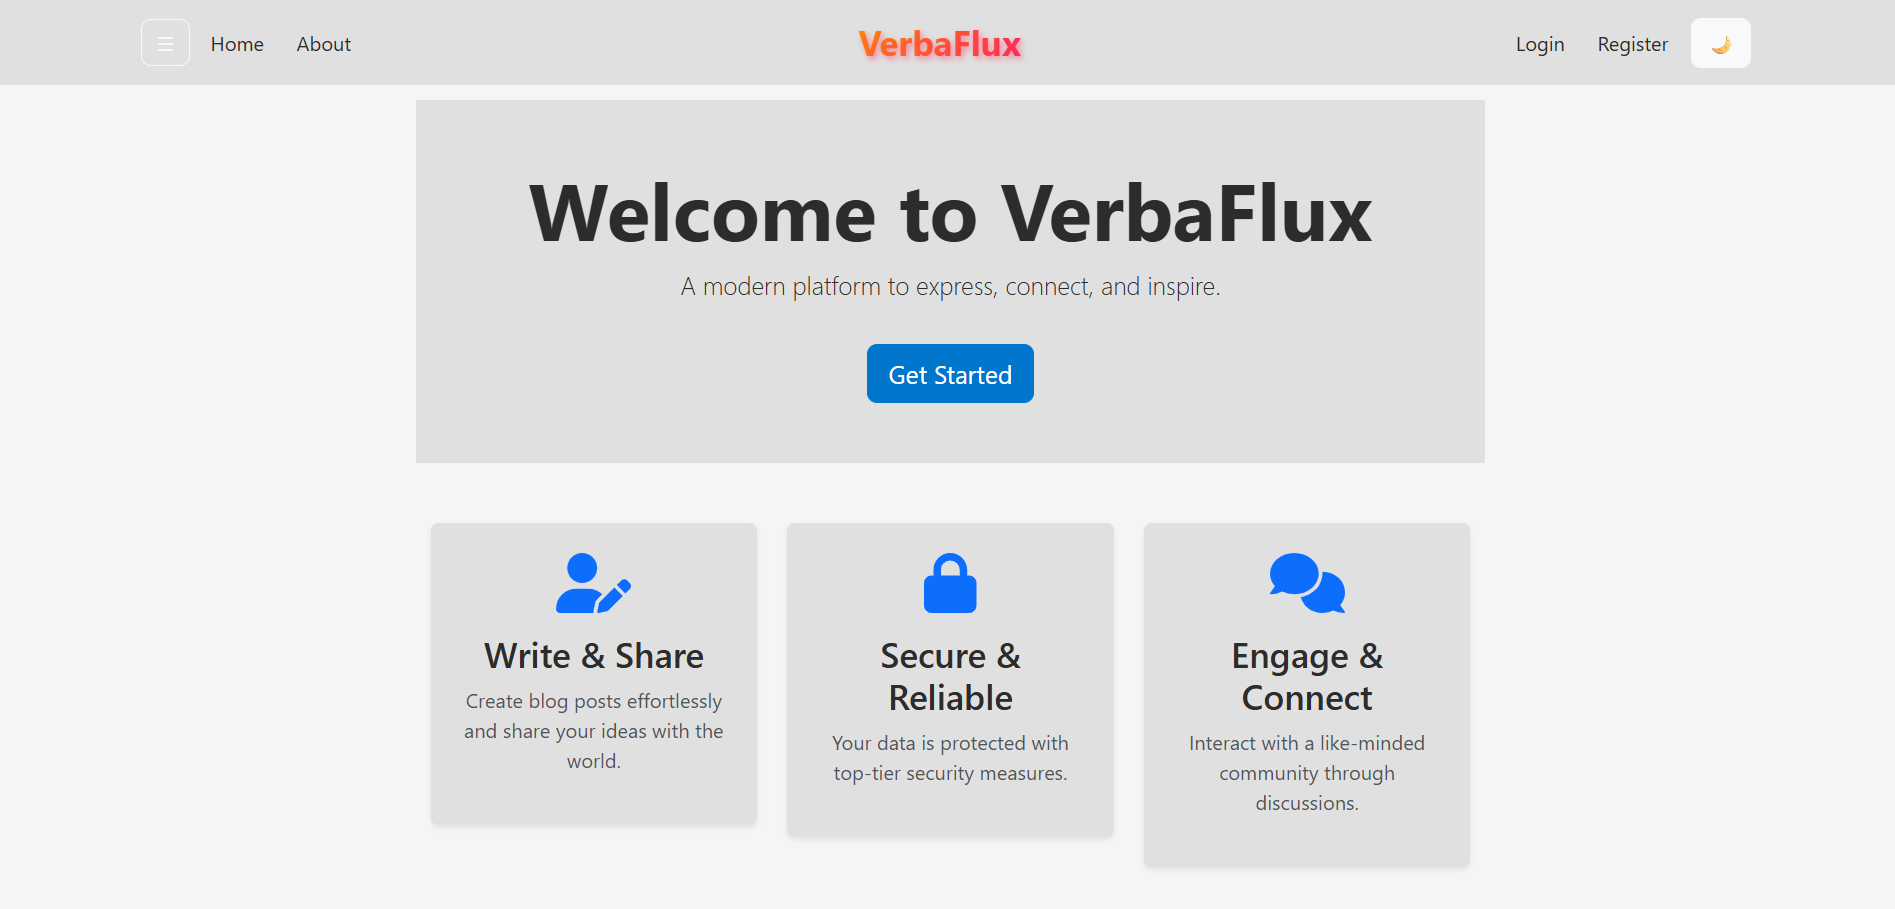 Home About VerbaFlux Login Register
Welcome to VerbaFlux
A modern platform to express, connect, and inspire.
Get Started
Write & Share
Create blog posts effortlessly
and share your ideas with the
world.
Secure &
Reliable
Your data is protected with
top-tier security measures.
Engage &
Connect
Interact with a like-minded
community through
discussions.